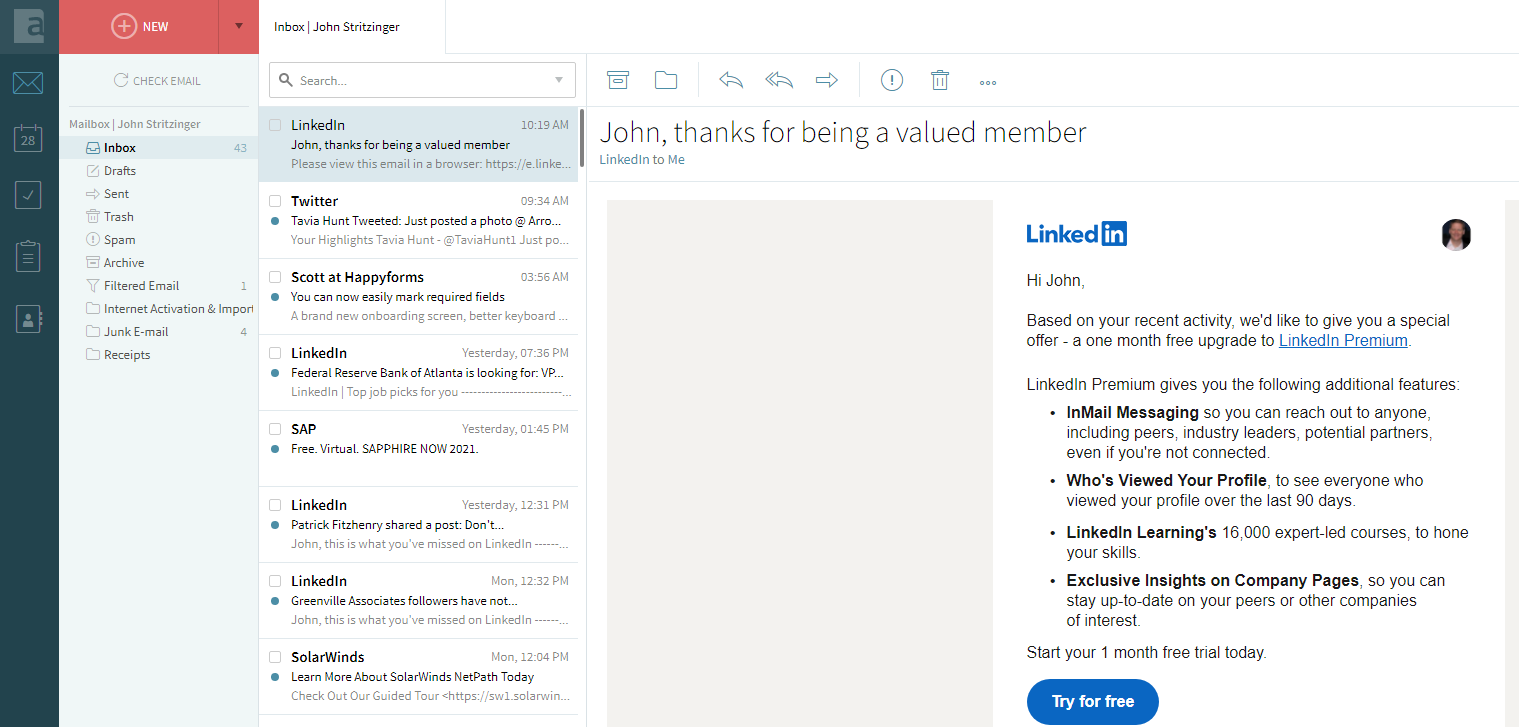 a
NEW
Inbox | John Stritzinger
CHECK EMAIL
28
Mailbox | John Stritzinger
Inbox 43
Drafts
Sent
Trash
Spam
Archive
Filtered Email 1
Internet Activation & Impor
Junk E-mail 4
Receipts
Search...
LinkedIn 10:19 AM
John, thanks for being a valued member
Please view this email in a browser: https://e.linke...
Twitter 09:34 AM
Tavia Hunt Tweeted: Just posted a photo @ Arro...
Your Highlights Tavia Hunt - @TaviaHunt1 Just po...
Scott at Happyforms 03:56 AM
You can now easily mark required fields
A brand new onboarding screen, better keyboard ...
LinkedIn Yesterday, 07:36 PM
Federal Reserve Bank of Atlanta is looking for: VP...
LinkedIn | Top job picks for you -------------------------...
SAP Yesterday, 01:45 PM
Free. Virtual. SAPPHIRE NOW 2021.
LinkedIn Yesterday, 12:31 PM
Patrick Fitzhenry shared a post: Don't...
John, this is what you've missed on LinkedIn ------...
LinkedIn Mon, 12:32 PM
Greenville Associates followers have not...
John, this is what you've missed on LinkedIn ------...
SolarWinds Mon, 12:04 PM
Learn More About SolarWinds NetPath Today
Check Out Our Guided Tour <https://sw1.solarwin...
John, thanks for being a valued member
LinkedIn to Me
LinkedIn
Hi John,
Based on your recent activity, we'd like to give you a special
offer - a one month free upgrade to LinkedIn Premium.
LinkedIn Premium gives you the following additional features:
• InMail Messaging so you can reach out to anyone,
including peers, industry leaders, potential partners,
even if you're not connected.
• Who's Viewed Your Profile, to see everyone who
viewed your profile over the last 90 days.
• LinkedIn Learning's 16,000 expert-led courses, to hone
your skills.
• Exclusive Insights on Company Pages, so you can
stay up-to-date on your peers or other companies
of interest.
Start your 1 month free trial today.
Try for free